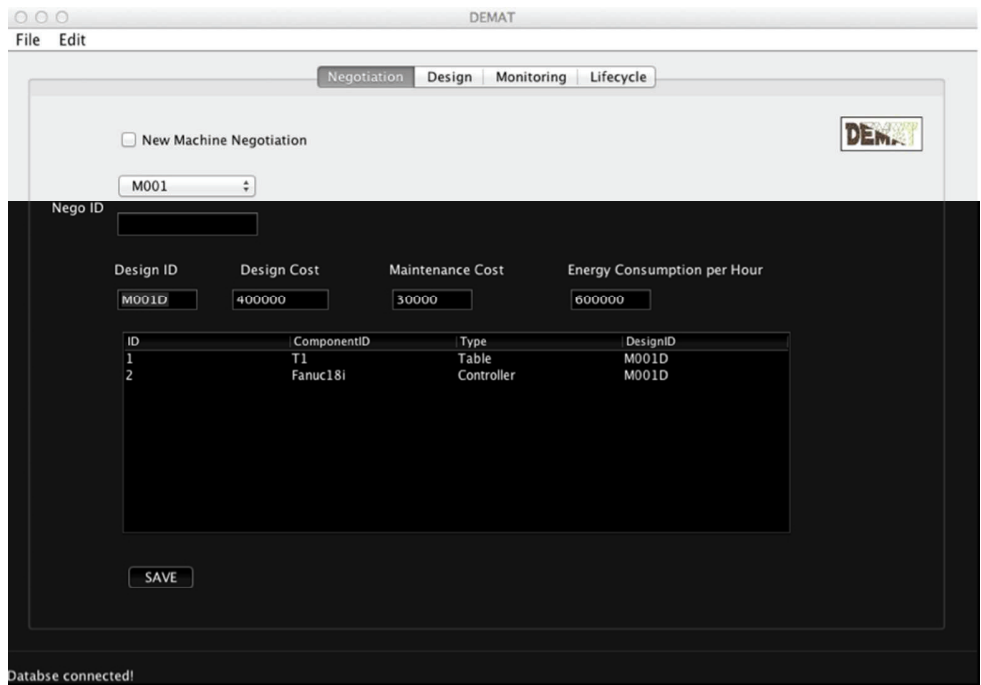 DEMAT
File Edit
Negotiation Design Monitoring Lifecycle
New Machine Negotiation
DEMAT
M001
Nego ID
Design ID Design Cost Maintenance Cost Energy Consumption per Hour
M001D 400000 30000 600000
ID ComponentID Type DesignID
1 T1 Table M001D
2 Fanuc18i Controller M001D
SAVE
Databse connected!